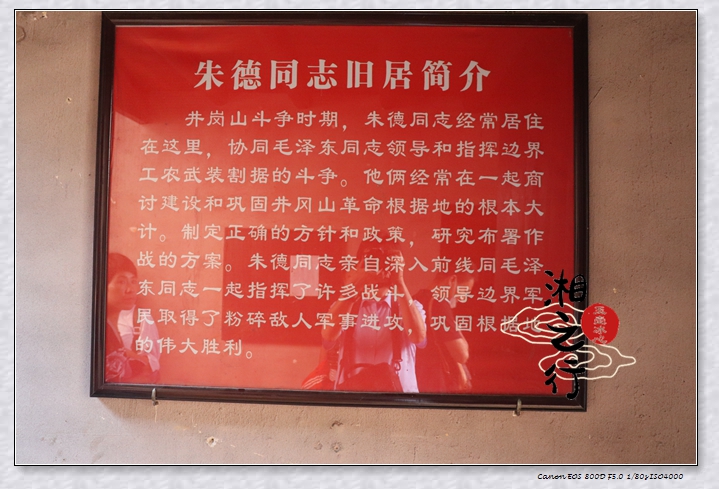 朱德同志旧居简介
井岗山斗争时期，朱德同志经常居住
在这里，协同毛泽东同志领导和指挥边界
工农武装割据的斗争。他俩经常在一起商
讨建设和巩固井冈山革命根据地的根本大
计。制定正确的方针和政策，研究布署作
战的方案。朱德同志亲自深入前线同毛泽
东同志一起指挥了许多战斗，领导边界军
民取得了粉碎敌人军事进攻，巩固根据地
的伟大胜利。
湘之行
Canon EOS 800D F5.0 1/80s ISO4000